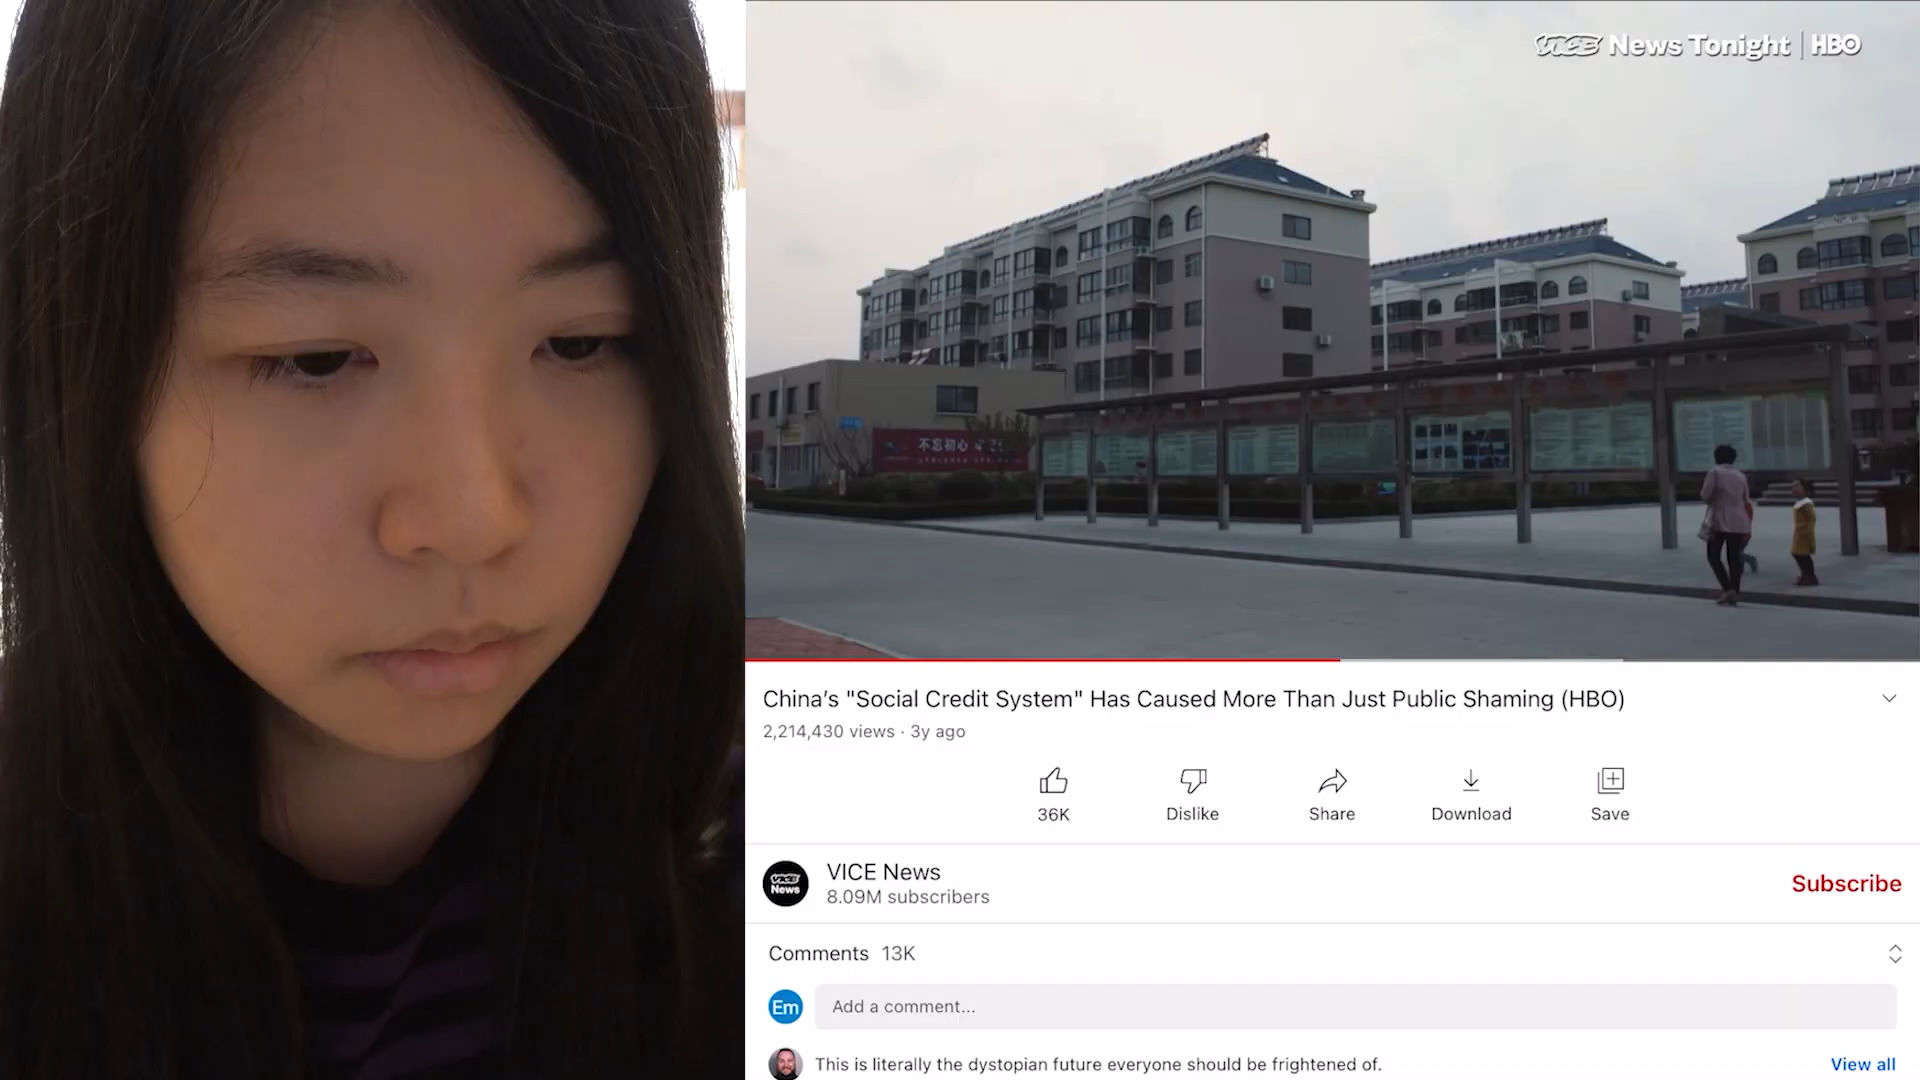 VICE News Tonight | HBO
不忘初心
China's "Social Credit System" Has Caused More Than Just Public Shaming (HBO)
2,214,430 views · 3y ago
36K
Dislike
Share
Download
Save
VICE News
VICE News
8.09M subscribers
Subscribe
Comments 13K
Em
Add a comment...
This is literally the dystopian future everyone should be frightened of.
View all